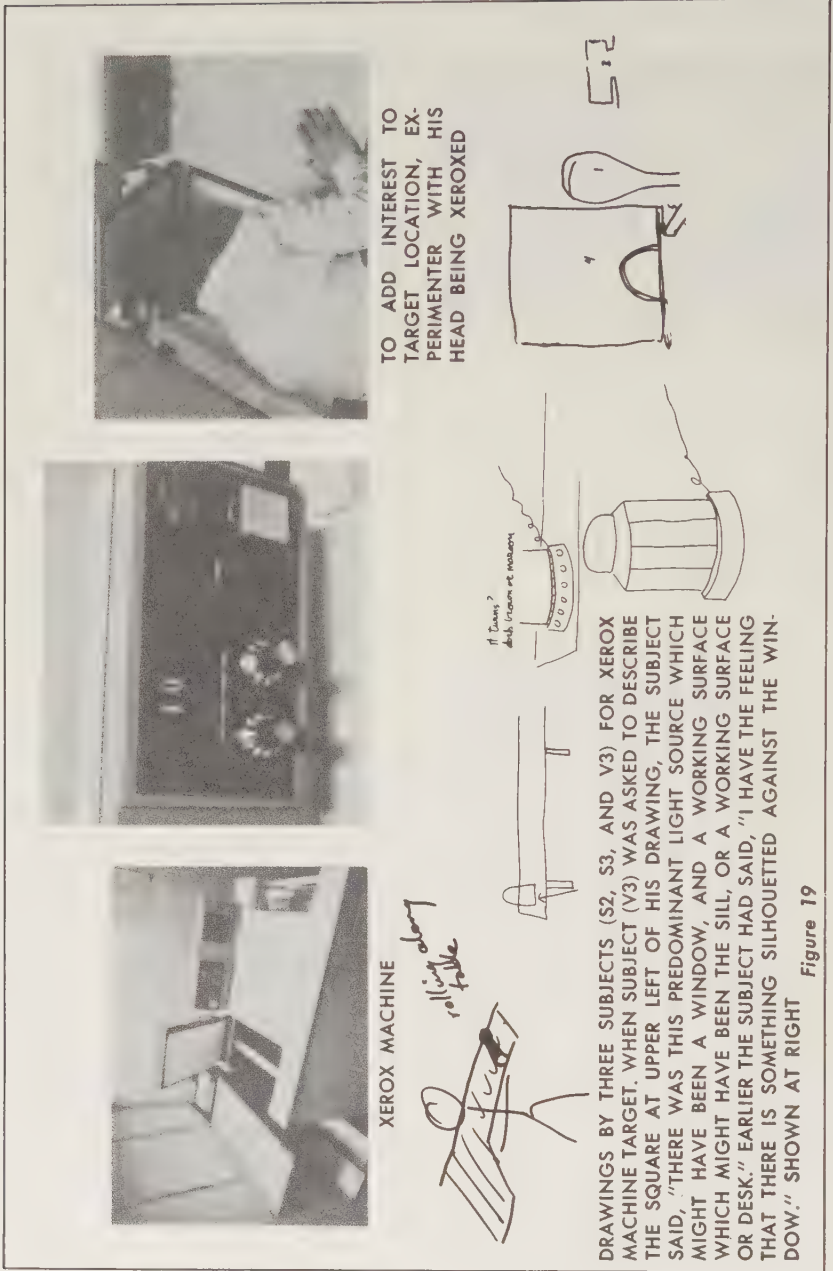 XEROX MACHINE
TO ADD INTEREST TO
TARGET LOCATION, EX-
PERIMENTER WITH HIS
HEAD BEING XEROXED
rolling along
table
It turns?
dark brown or maroon
DRAWINGS BY THREE SUBJECTS (S2, S3, AND V3) FOR XEROX
MACHINE TARGET. WHEN SUBJECT (V3) WAS ASKED TO DESCRIBE
THE SQUARE AT UPPER LEFT OF HIS DRAWING, THE SUBJECT
SAID, "THERE WAS THIS PREDOMINANT LIGHT SOURCE WHICH
MIGHT HAVE BEEN A WINDOW, AND A WORKING SURFACE
WHICH MIGHT HAVE BEEN THE SILL, OR A WORKING SURFACE
OR DESK." EARLIER THE SUBJECT HAD SAID, "I HAVE THE FEELING
THAT THERE IS SOMETHING SILHOUETTED AGAINST THE WIN-
DOW." SHOWN AT RIGHT
Figure 19